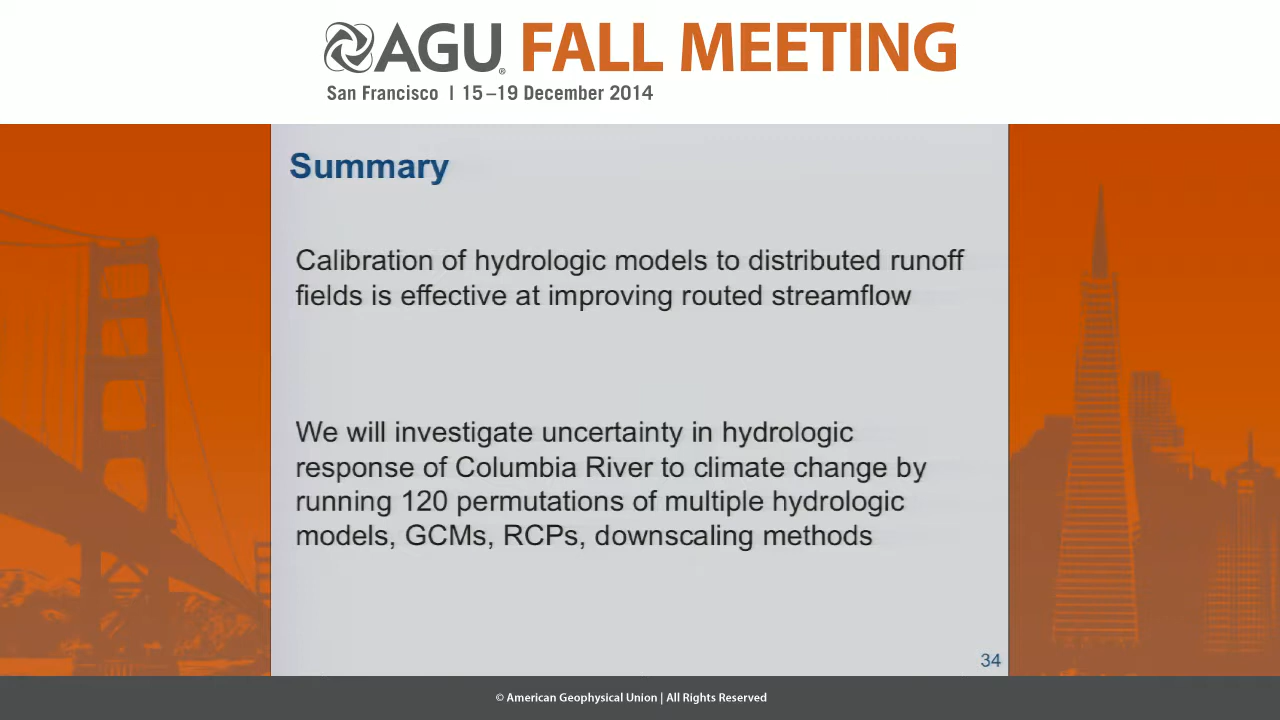 AGU® FALL MEETING
San Francisco | 15–19 December 2014
Summary
Calibration of hydrologic models to distributed runoff
fields is effective at improving routed streamflow
We will investigate uncertainty in hydrologic
response of Columbia River to climate change by
running 120 permutations of multiple hydrologic
models, GCMs, RCPs, downscaling methods
34
© American Geophysical Union | All Rights Reserved